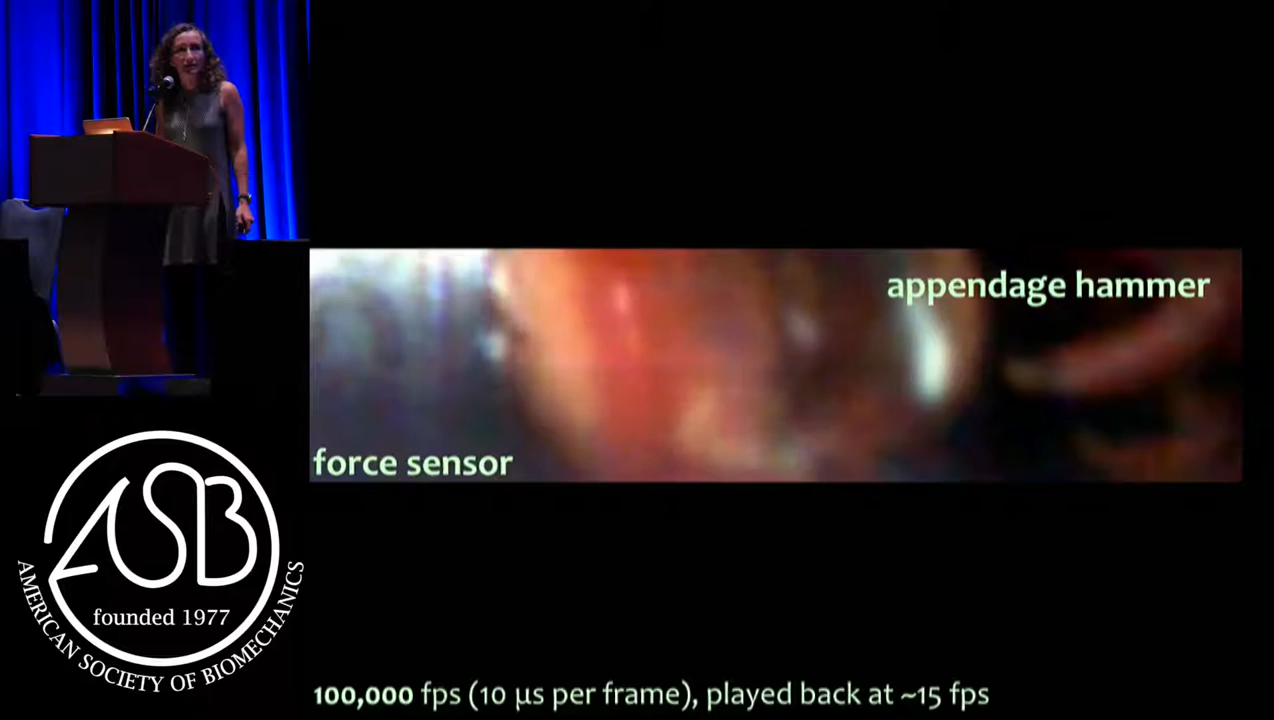 appendage hammer
force sensor
ASB
founded 1977
AMERICAN SOCIETY OF BIOMECHANICS
100,000 fps (10 µs per frame), played back at ~15 fps